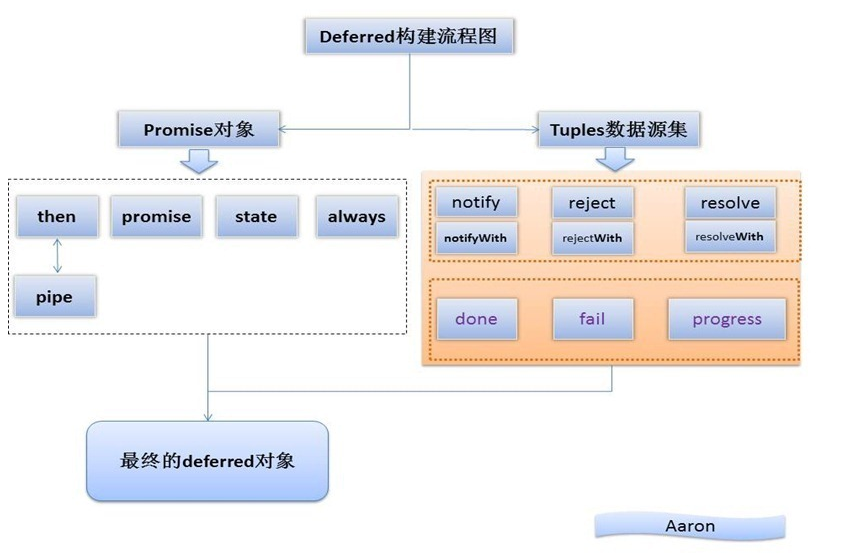 Deferred构建流程图
Promise对象
Tuples数据源集
then
promise
state
always
pipe
notify
reject
resolve
notifyWith
rejectWith
resolveWith
done
fail
progress
最终的deferred对象
Aaron